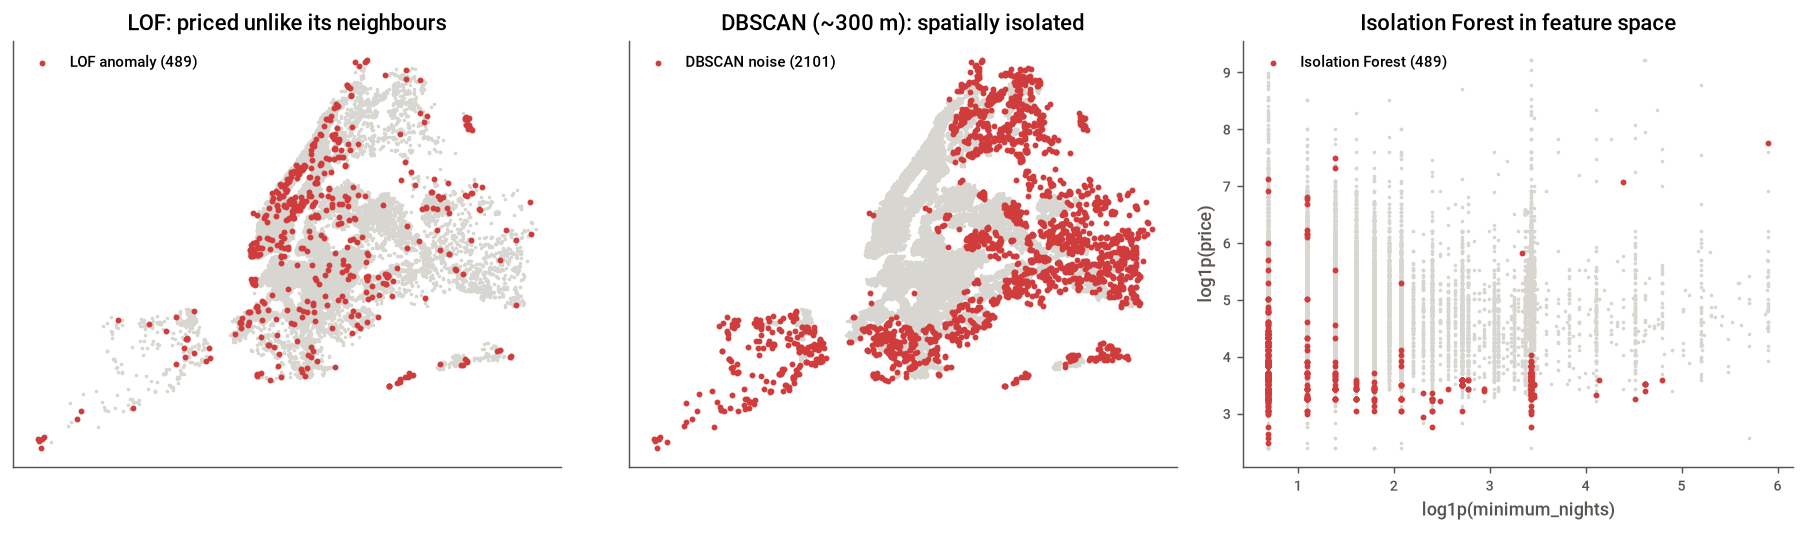 LOF: priced unlike its neighbours
LOF anomaly (489)
DBSCAN (~300 m): spatially isolated
DBSCAN noise (2101)
Isolation Forest in feature space
Isolation Forest (489)
log1p(price)
9
8
7
6
5
4
3
1
2
3
4
5
6
log1p(minimum_nights)